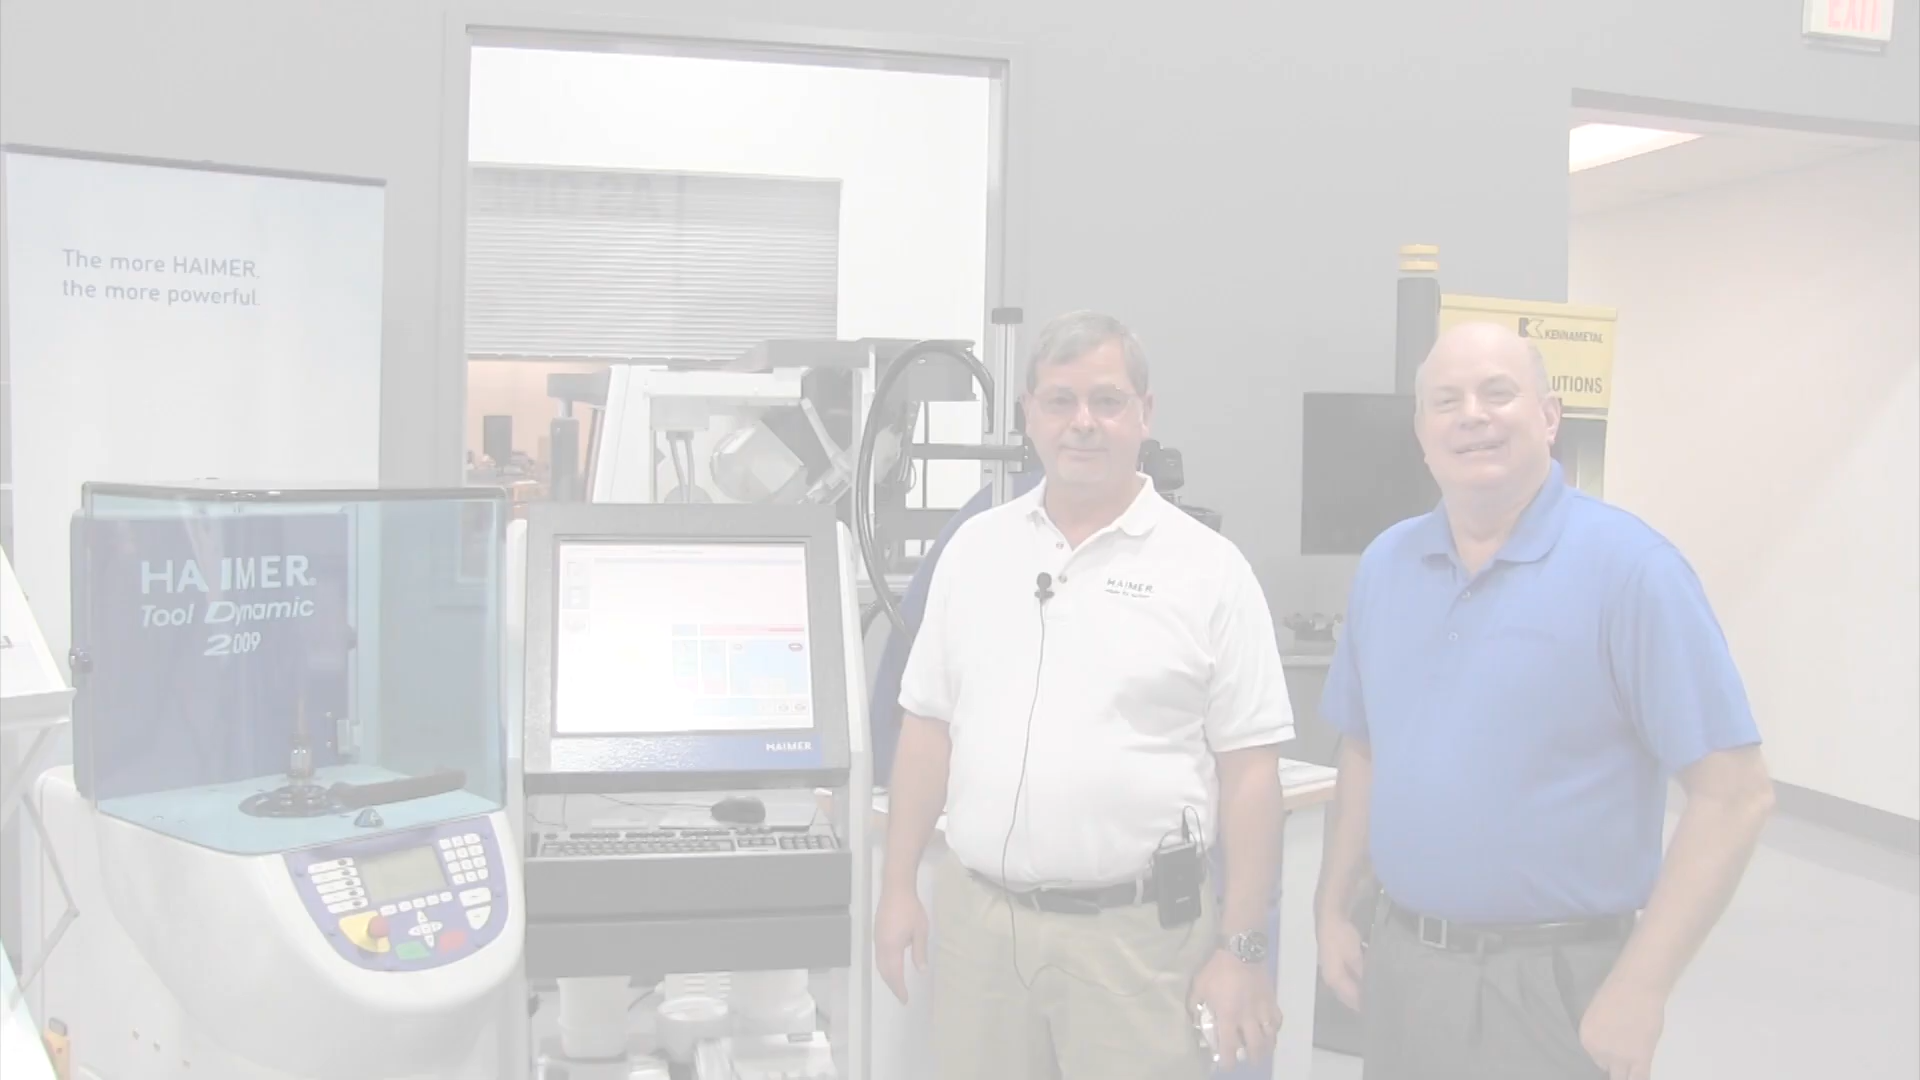 EXIT
The more HAIMER.
the more powerful.
KENNAMETAL
UTIONS
HAIMER.
Tool Dynamic
2009
HAIMER.
HAIMER